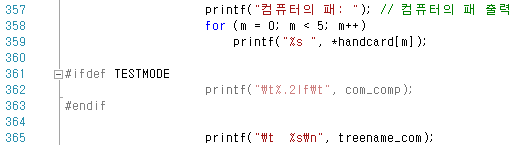 357 printf("컴퓨터의 패: "); // 컴퓨터의 패 출력
358 for (m = 0; m < 5; m++)
359 printf("%s ", *handcard[m]);
360
361 #ifdef TESTMODE
362 printf("₩t%.2lf₩t", com_comp);
363 #endif
364
365 printf("₩t  %s₩n", treename_com);